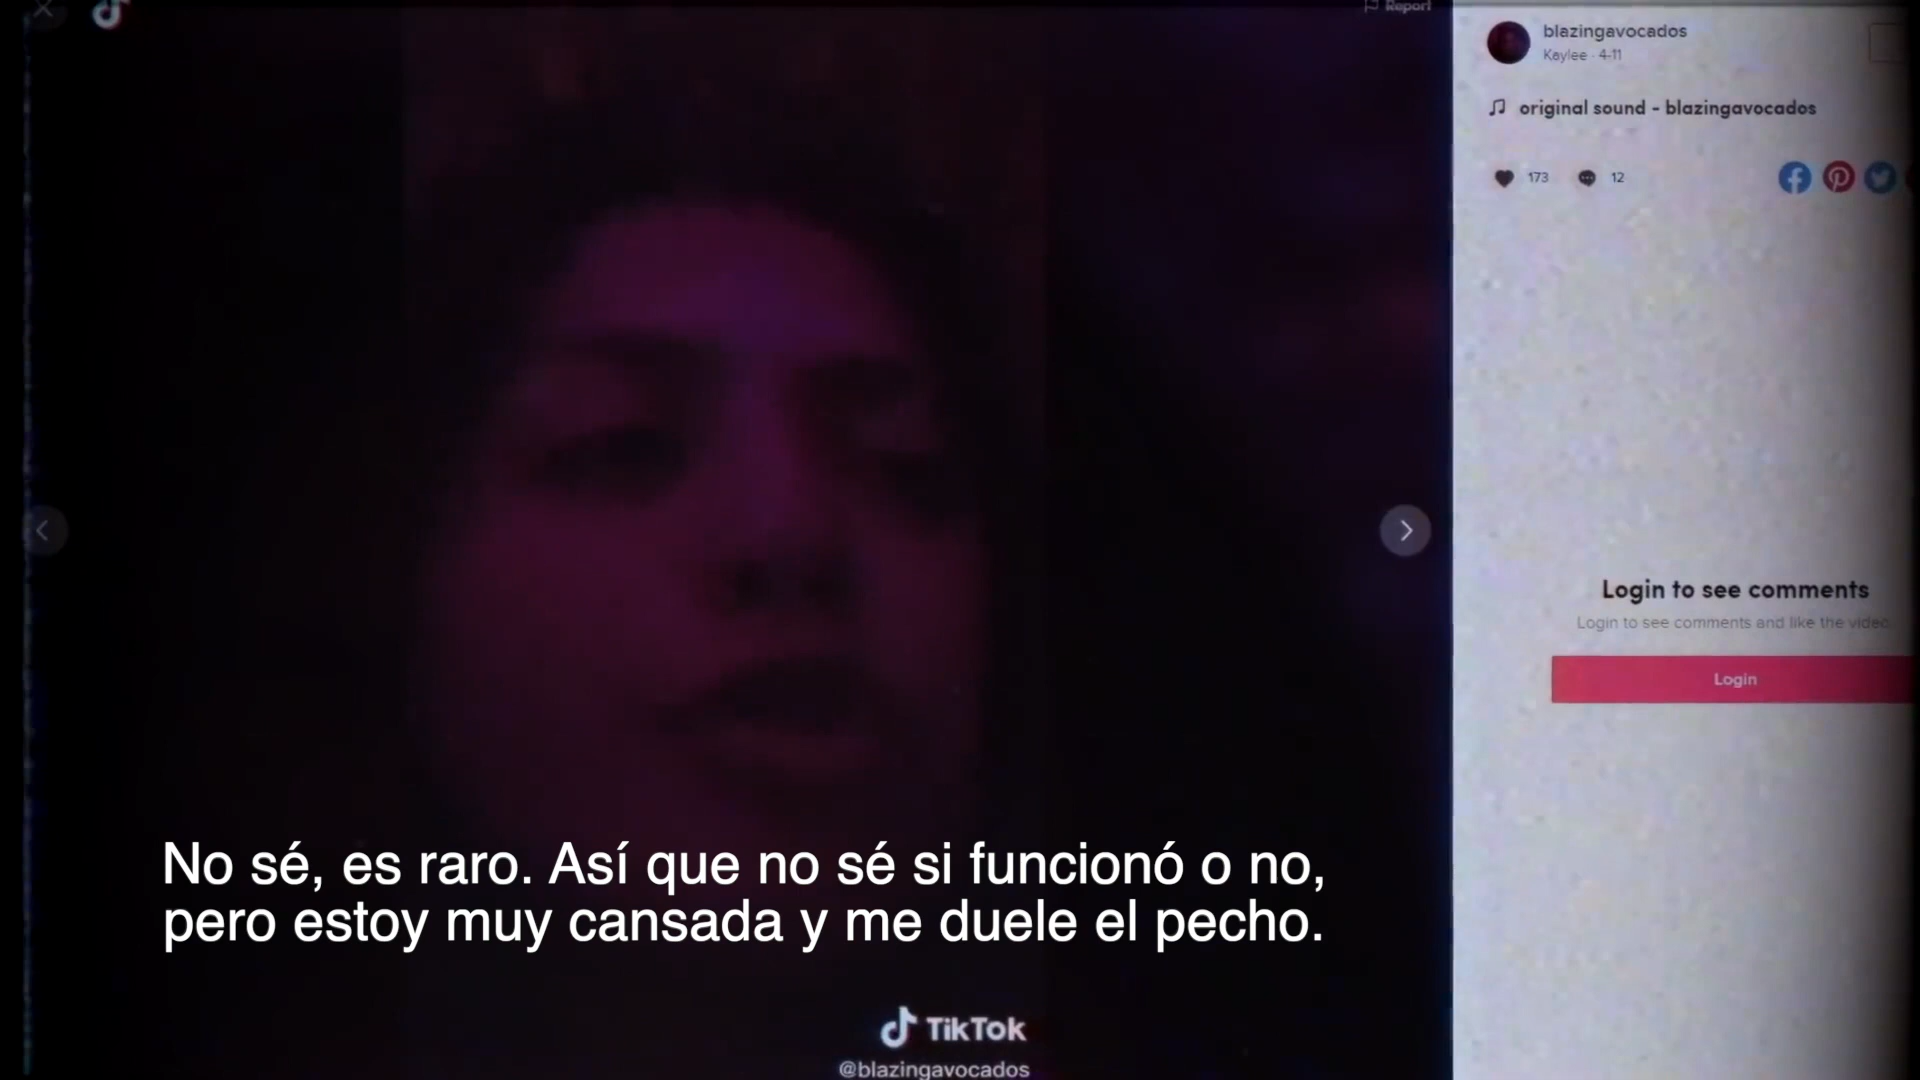 Report
blazingavocados
Kaylee · 4-11
original sound - blazingavocados
173
12
Login to see comments
Login to see comments and like the video
Login
No sé, es raro. Así que no sé si funcionó o no,
pero estoy muy cansada y me duele el pecho.
TikTok
@blazingavocados